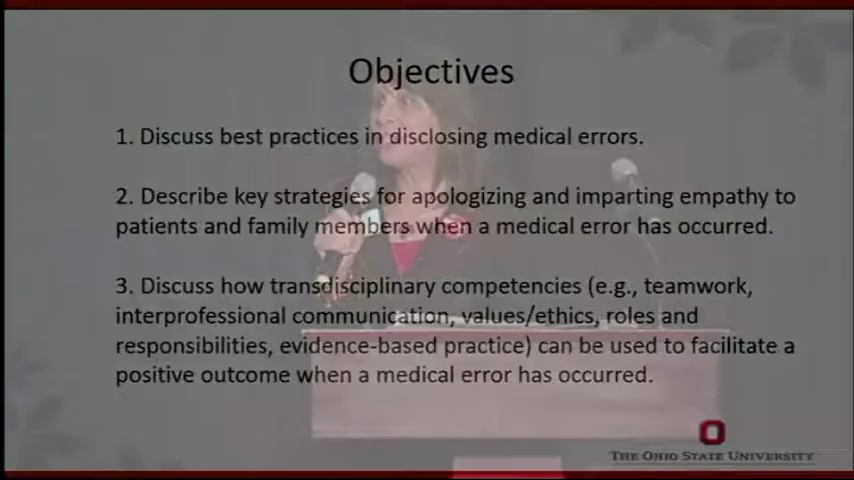 Objectives
1. Discuss best practices in disclosing medical errors.
2. Describe key strategies for apologizing and imparting empathy to
patients and family members when a medical error has occurred.
3. Discuss how transdisciplinary competencies (e.g., teamwork,
interprofessional communication, values/ethics, roles and
responsibilities, evidence-based practice) can be used to facilitate a
positive outcome when a medical error has occurred.
THE OHIO STATE UNIVERSITY